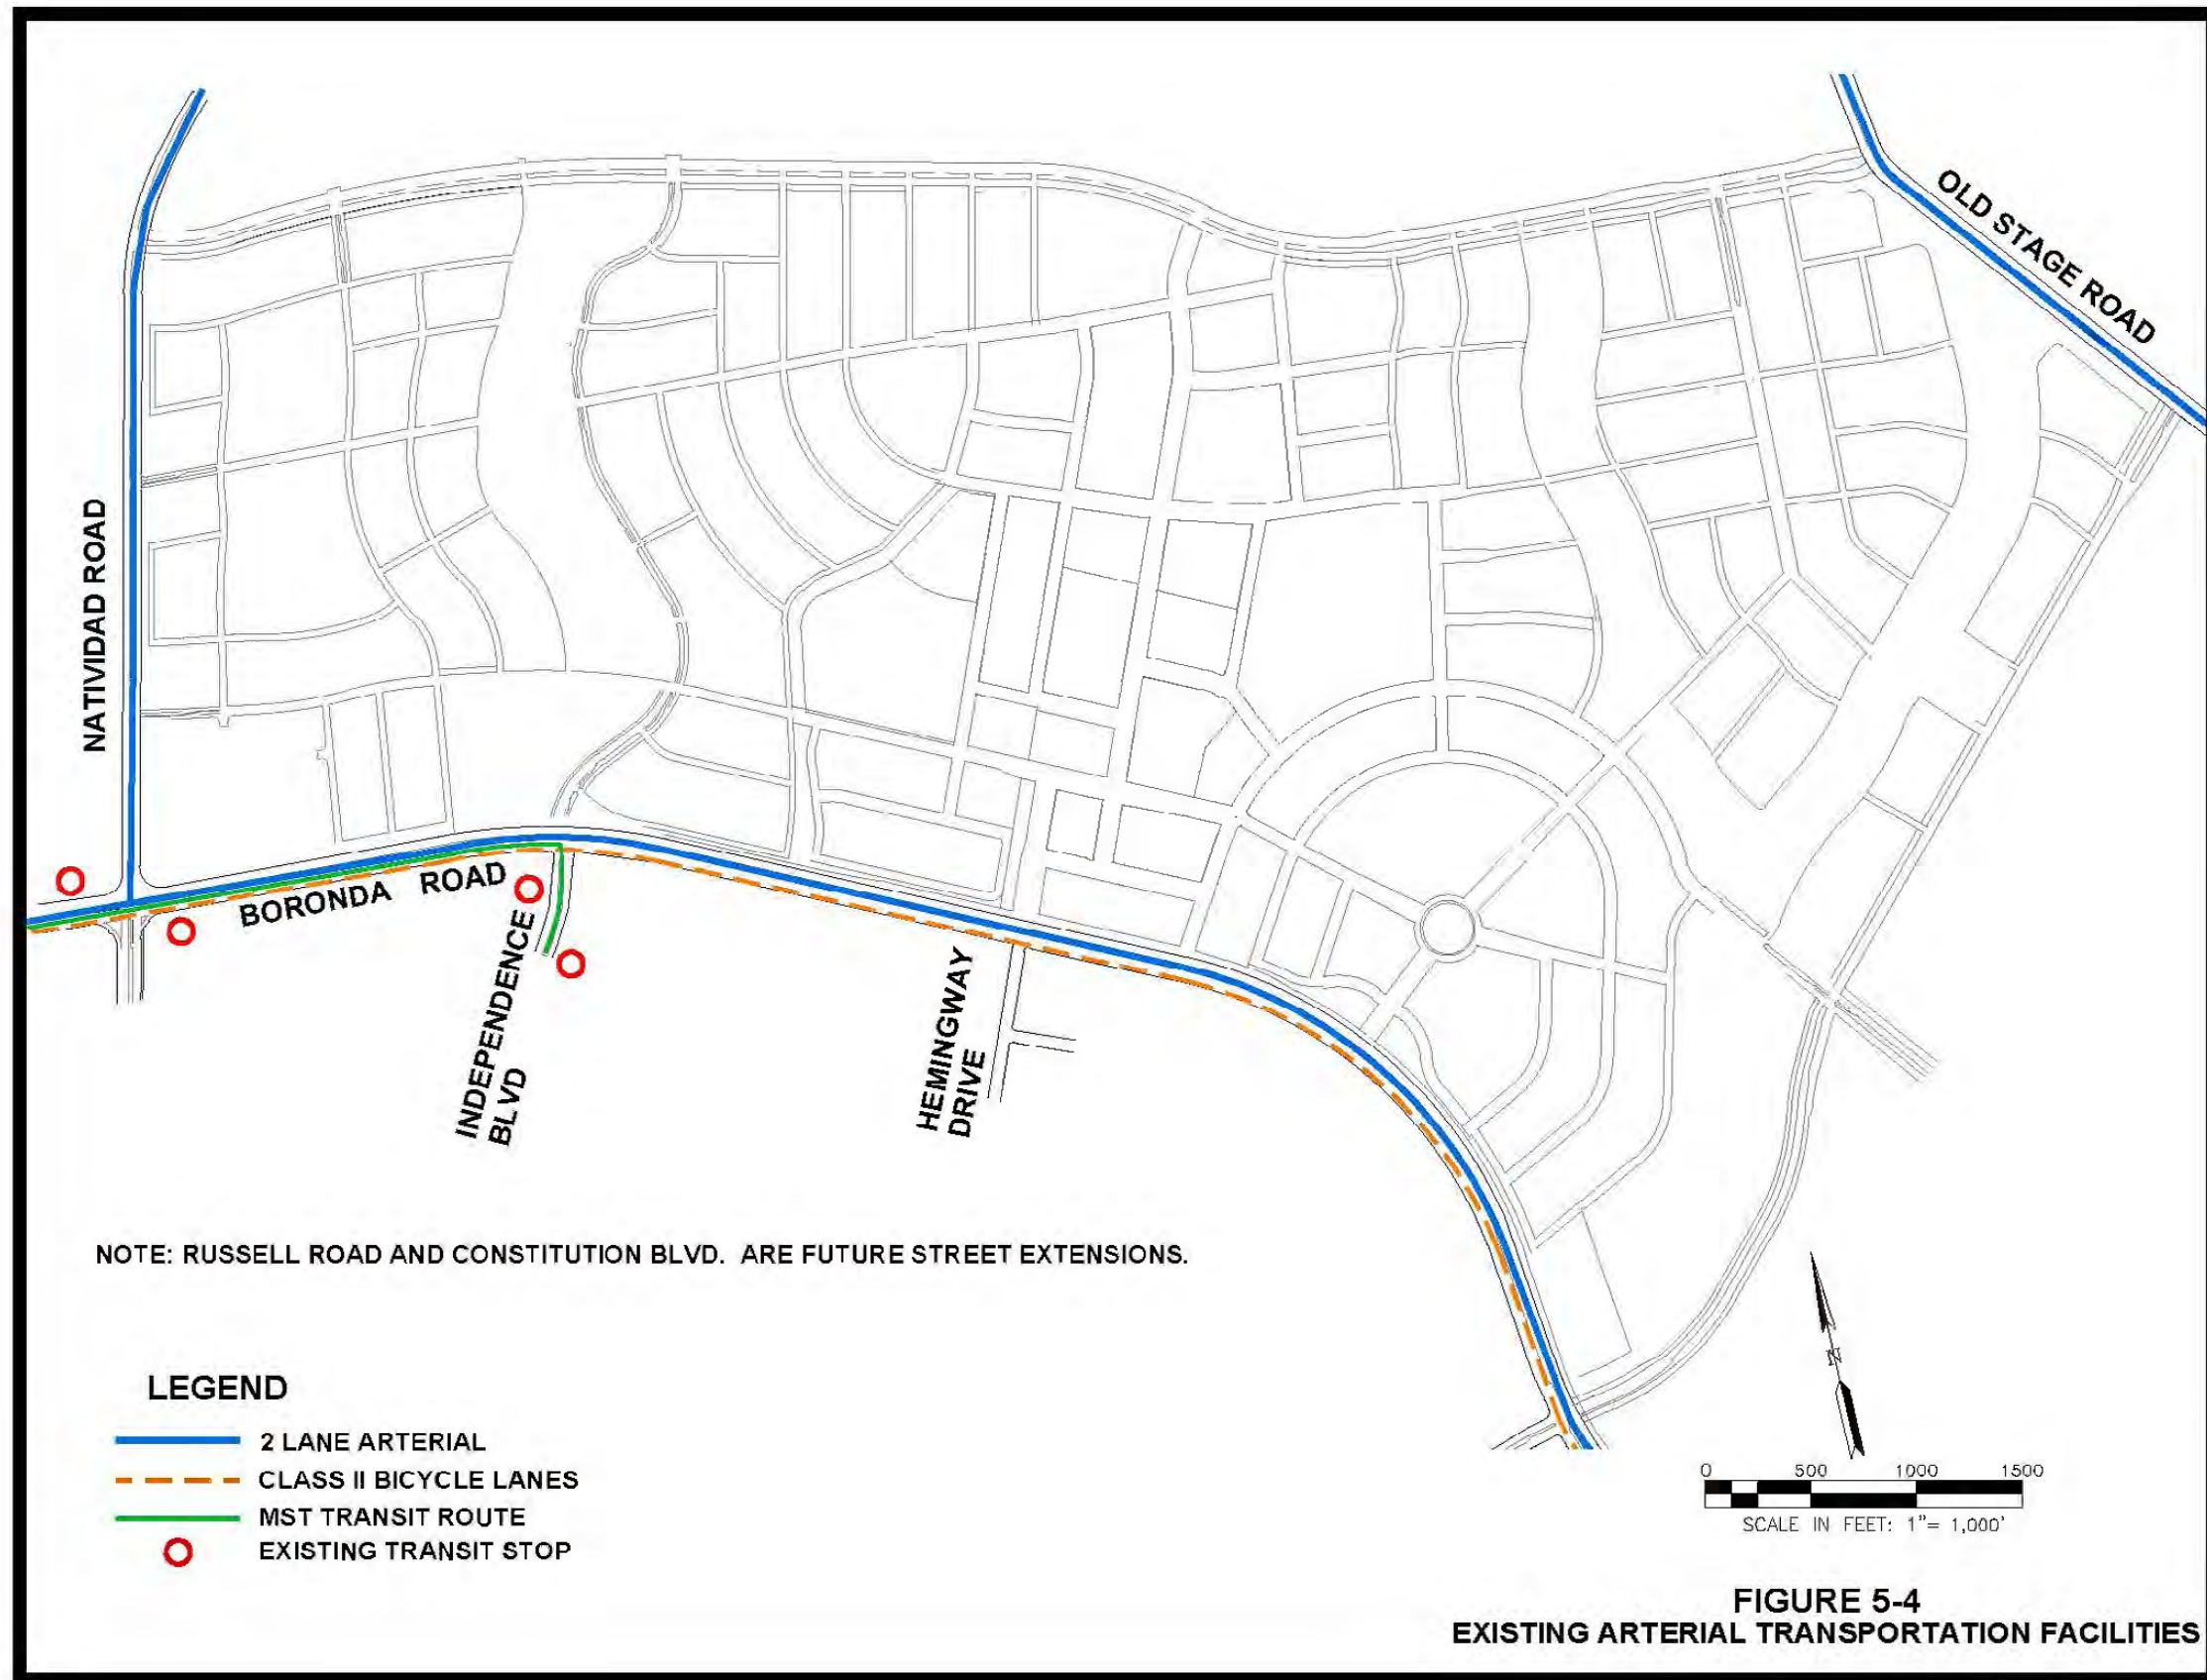 OLD STAGE ROAD
NATIVIDAD ROAD
BORONDA ROAD
INDEPENDENCE
BLVD
HEMINGWAY
DRIVE
NOTE: RUSSELL ROAD AND CONSTITUTION BLVD. ARE FUTURE STREET EXTENSIONS.
LEGEND
2 LANE ARTERIAL
CLASS II BICYCLE LANES
MST TRANSIT ROUTE
EXISTING TRANSIT STOP
N
0 500 1000 1500
SCALE IN FEET: 1"= 1,000'
FIGURE 5-4
EXISTING ARTERIAL TRANSPORTATION FACILITIES